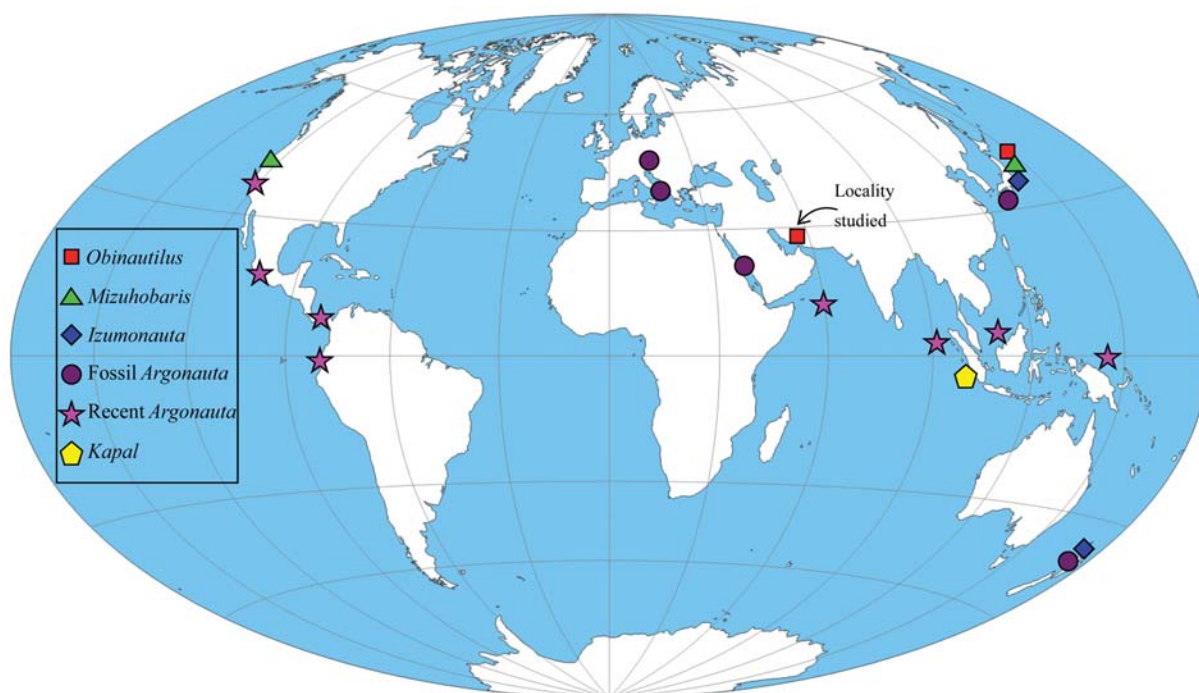 Locality
studied
Obinautilus
Mizuhobaris
Izumonauta
Fossil Argonauta
Recent Argonauta
Kapal